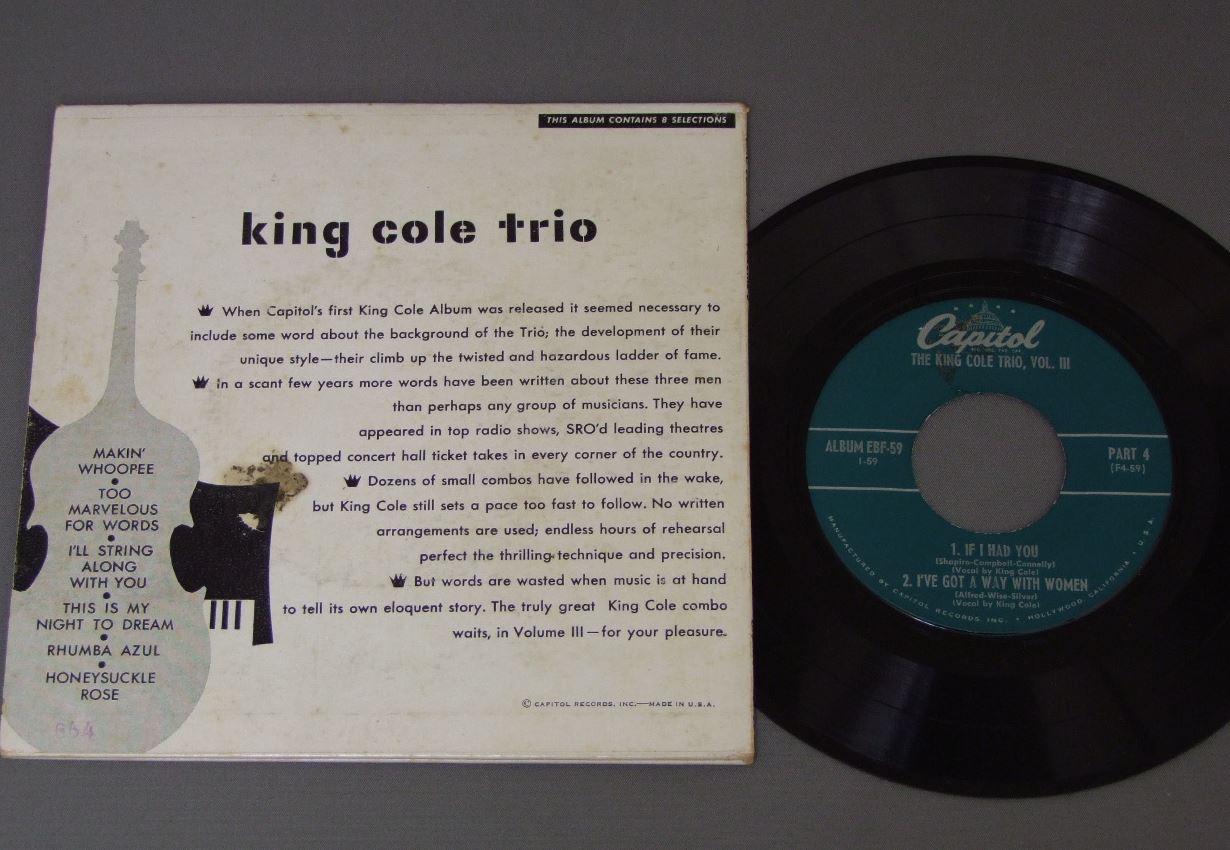 THIS ALBUM CONTAINS 8 SELECTIONS
king cole trio
When Capitol's first King Cole Album was released it seemed necessary to
include some word about the background of the Trio; the development of their
unique style—their climb up the twisted and hazardous ladder of fame.
In a scant few years more words have been written about these three men
than perhaps any group of musicians. They have
appeared in top radio shows, SRO'd leading theatres
and topped concert hall ticket takes in every corner of the country.
Dozens of small combos have followed in the wake,
but King Cole still sets a pace too fast to follow. No written
arrangements are used; endless hours of rehearsal
perfect the thrilling technique and precision.
But words are wasted when music is at hand
to tell its own eloquent story. The truly great King Cole combo
waits, in Volume III—for your pleasure.
© CAPITOL RECORDS, INC.—MADE IN U.S.A.
MAKIN'
WHOOPEE
•
TOO
MARVELOUS
FOR WORDS
•
I'LL STRING
ALONG
WITH YOU
•
THIS IS MY
NIGHT TO DREAM
•
RHUMBA AZUL
•
HONEYSUCKLE
ROSE
Capitol
THE KING COLE TRIO, VOL. III
ALBUM EBF-59
1-59
PART 4
(F4-59)
1. IF I HAD YOU
(Shapiro-Campbell-Connelly)
(Vocal by King Cole)
2. I'VE GOT A WAY WITH WOMEN
(Alfred-Wise-Silver)
(Vocal by King Cole)
MANUFACTURED BY CAPITOL RECORDS, INC. • HOLLYWOOD, CALIFORNIA • U.S.A.